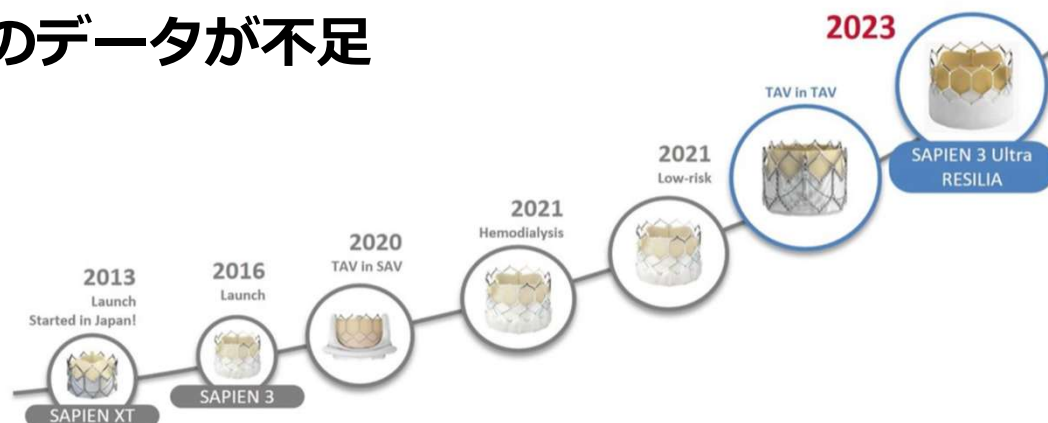 のデータが不足
2013
Launch
Started in Japan!
SAPIEN XT
2016
Launch
SAPIEN 3
2020
TAV in SAV
2021
Hemodialysis
2021
Low-risk
TAV in TAV
2023
SAPIEN 3 Ultra
RESILIA